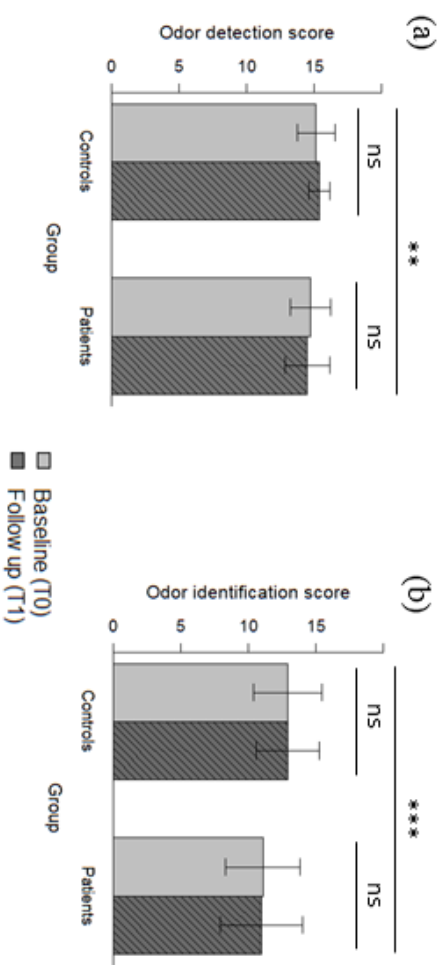 (a)
**
ns
ns
Odor detection score
0
5
10
15
Controls
Patients
Group
(b)
***
ns
ns
Odor identification score
0
5
10
15
Controls
Patients
Group
Baseline (T0)
Follow up (T1)